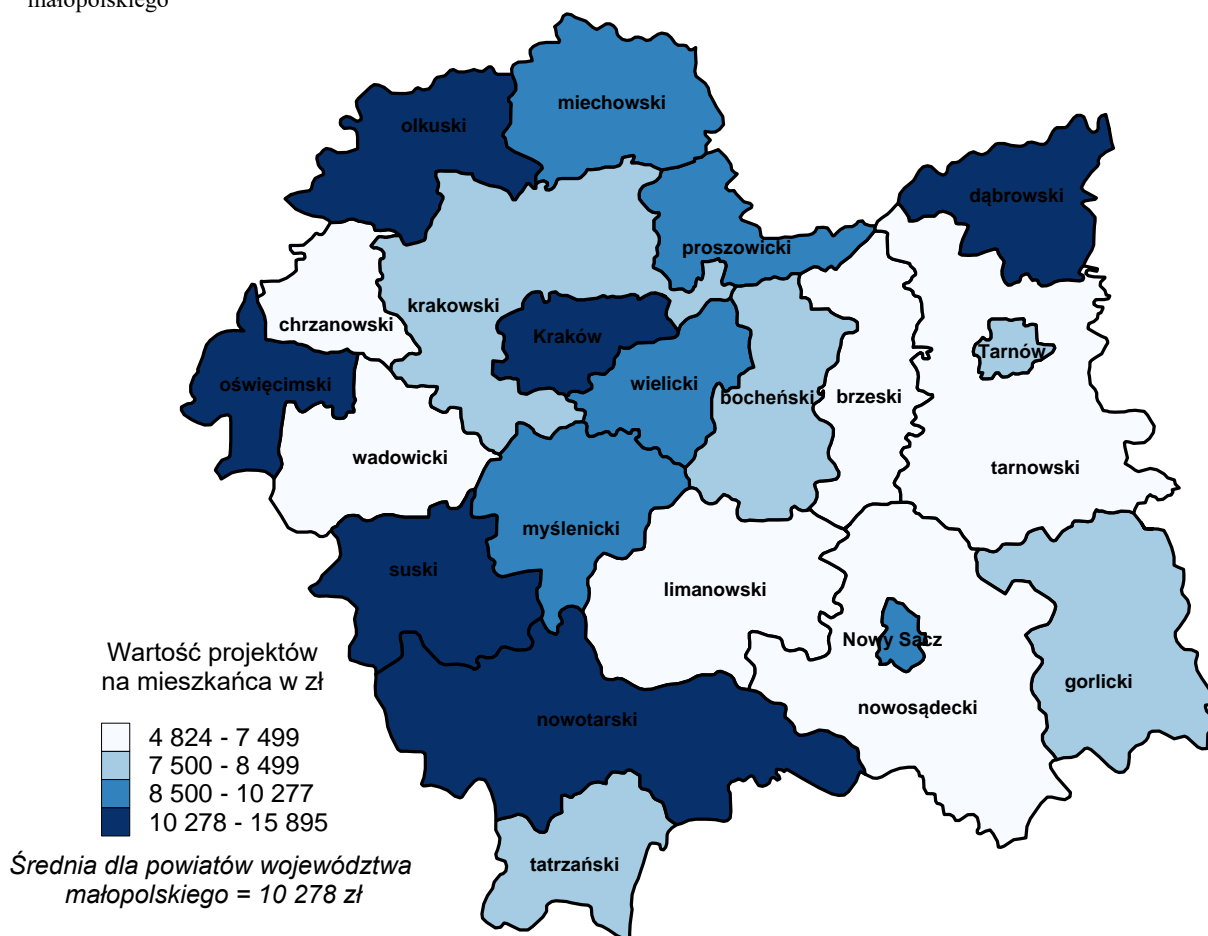 małopolskiego
miechowski
olkuski
dąbrowski
proszowicki
krakowski
chrzanowski
Kraków
Tarnów
oświęcimski
wielicki
bocheński
brzeski
wadowicki
tarnowski
myślenicki
suski
limanowski
Nowy Sącz
gorlicki
nowosądecki
nowotarski
tatrzański
Wartość projektów
na mieszkańca w zł
4 824 - 7 499
7 500 - 8 499
8 500 - 10 277
10 278 - 15 895
Średnia dla powiatów województwa
małopolskiego = 10 278 zł